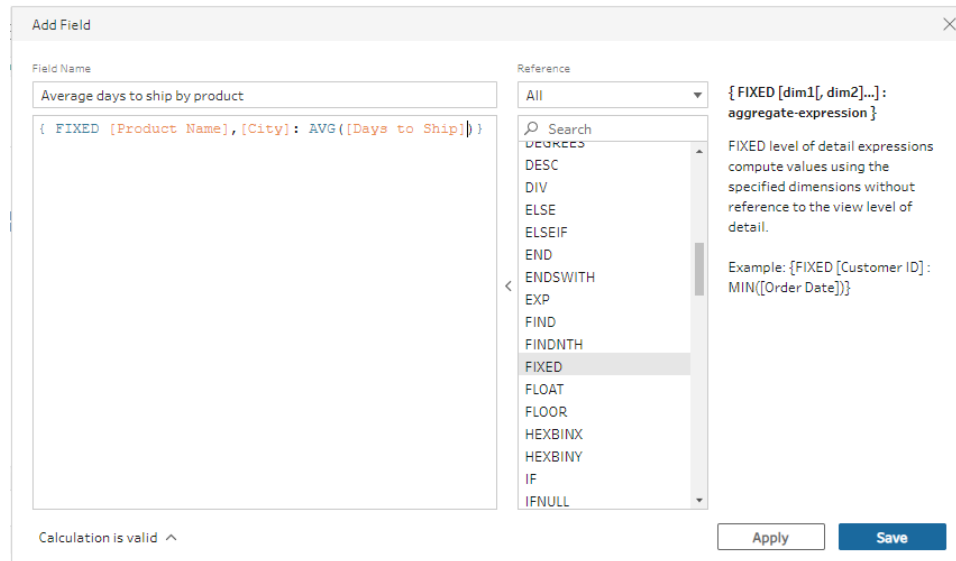 Add Field
Field Name
Average days to ship by product
{ FIXED [Product Name],[City]: AVG([Days to Ship])}
Calculation is valid
Reference
All
Search
DEGREES
DESC
DIV
ELSE
ELSEIF
END
ENDSWITH
EXP
FIND
FINDNTH
FIXED
FLOAT
FLOOR
HEXBINX
HEXBINY
IF
IFNULL
{ FIXED [dim1[, dim2]...] :
aggregate-expression }
FIXED level of detail expressions
compute values using the
specified dimensions without
reference to the view level of
detail.
Example: {FIXED [Customer ID] :
MIN([Order Date])}
Apply
Save